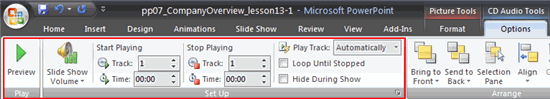 pp07_CompanyOverview_lesson13-1 - Microsoft PowerPoint
Picture Tools
CD Audio Tools
Home Insert Design Animations Slide Show Review View Add-Ins Format Options
Preview
Play
Slide Show Volume
Start Playing
Track: 1
Time: 00:00
Stop Playing
Track: 1
Time: 00:00
Play Track: Automatically
Loop Until Stopped
Hide During Show
Set Up
Bring to Front
Send to Back
Selection Pane
Align
Arrange